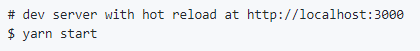 # dev server with hot reload at http://localhost:3000
$ yarn start